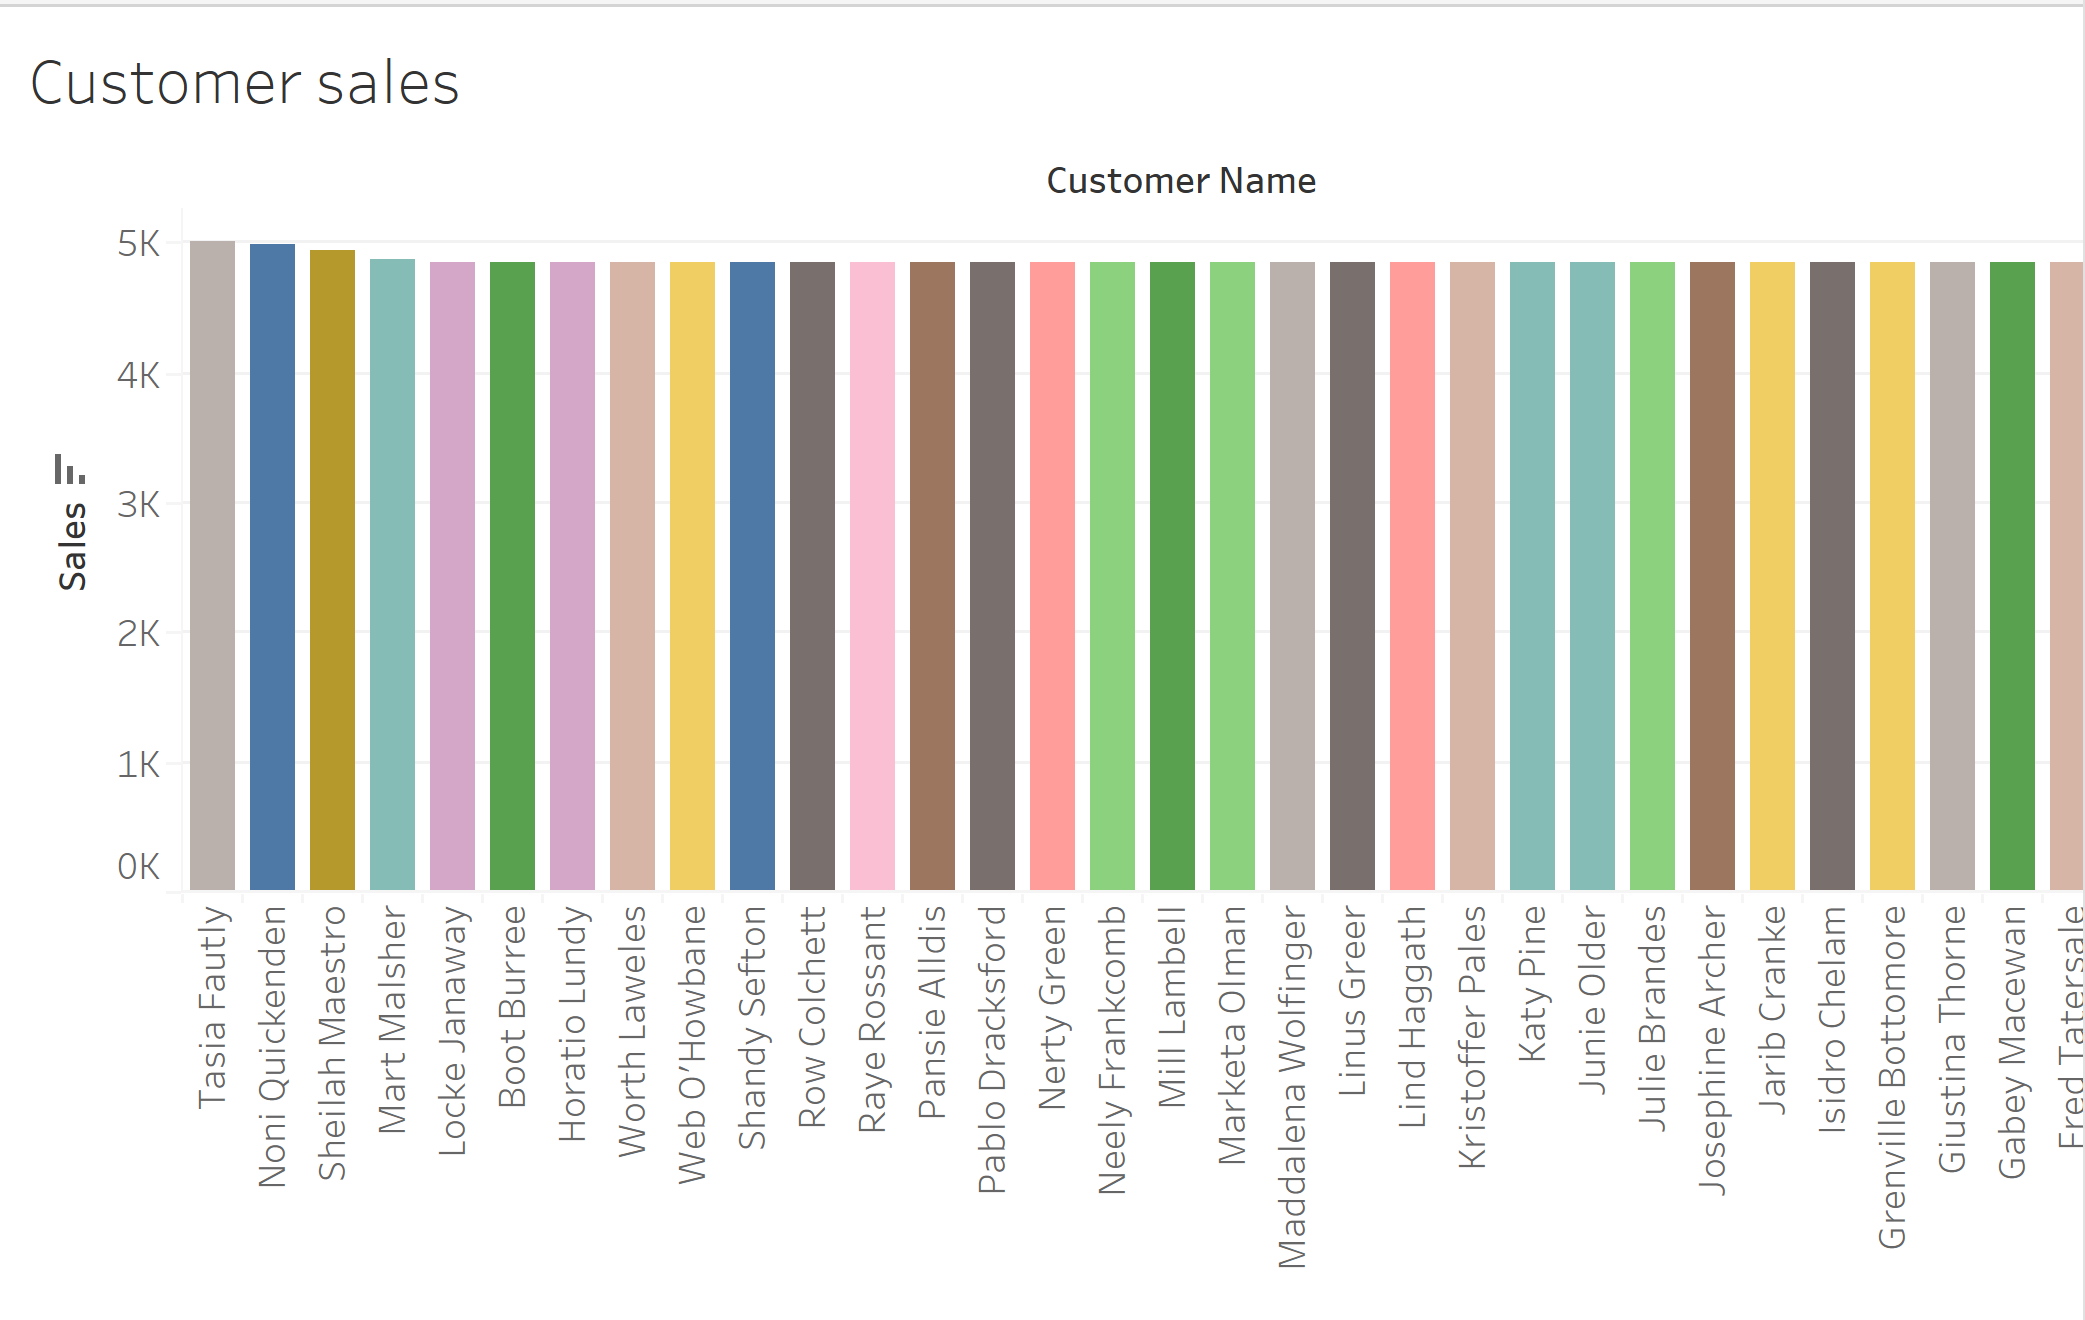 Customer sales
Customer Name
5K
4K
3K
2K
1K
0K
Sales
Tasia Fautly
Noni Quickenden
Sheilah Maestro
Mart Malsher
Locke Janaway
Boot Burree
Horatio Lundy
Worth Laweles
Web O’Howbane
Shandy Sefton
Row Colchett
Raye Rossant
Pansie Alldis
Pablo Dracksford
Nerty Green
Neely Frankcomb
Mill Lambell
Marketa Olman
Maddalena Wolfinger
Linus Greer
Lind Haggath
Kristoffer Pales
Katy Pine
Junie Older
Julie Brandes
Josephine Archer
Jarib Cranke
Isidro Chelam
Grenville Bottomore
Giustina Thorne
Gabey Macewan
Fred Tatersale